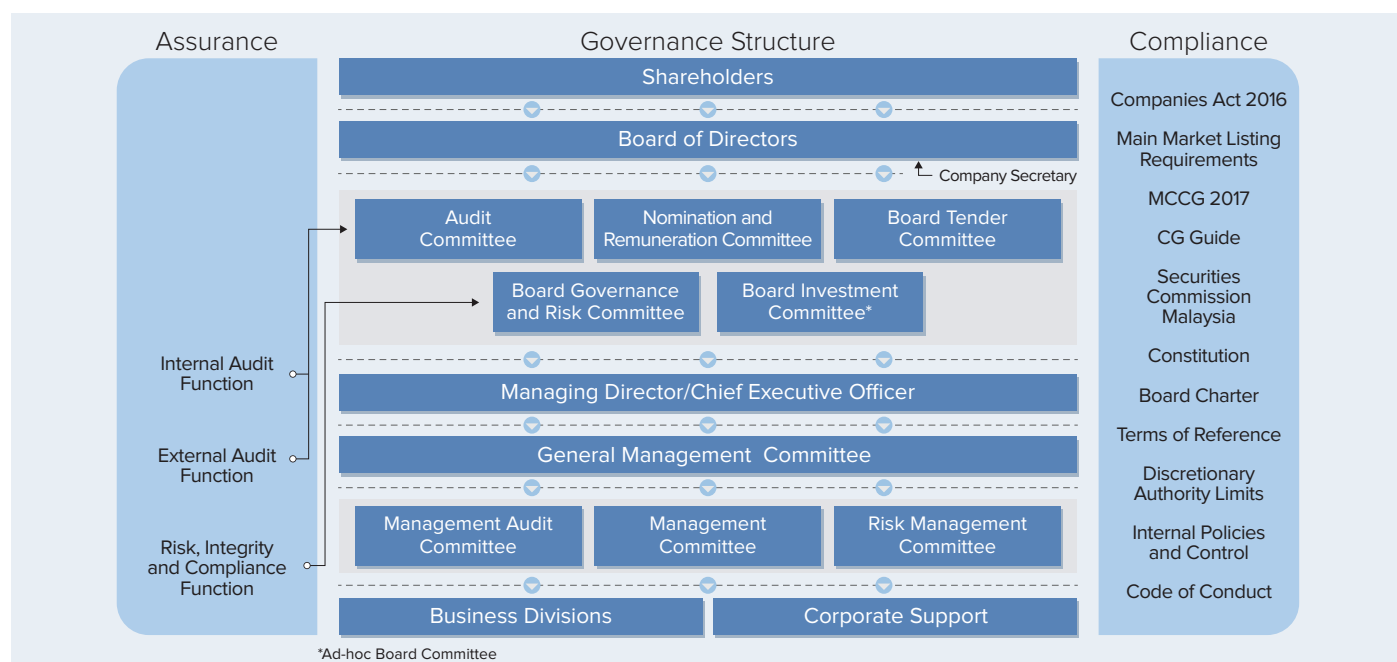 Assurance
Governance Structure
Compliance
Shareholders
Board of Directors
Company Secretary
Audit
Committee
Nomination and
Remuneration Committee
Board Tender
Committee
Board Governance
and Risk Committee
Board Investment
Committee*
Managing Director/Chief Executive Officer
General Management Committee
Management Audit
Committee
Management
Committee
Risk Management
Committee
Business Divisions
Corporate Support
*Ad-hoc Board Committee
Internal Audit
Function
External Audit
Function
Risk, Integrity
and Compliance
Function
Companies Act 2016
Main Market Listing
Requirements
MCCG 2017
CG Guide
Securities
Commission
Malaysia
Constitution
Board Charter
Terms of Reference
Discretionary
Authority Limits
Internal Policies
and Control
Code of Conduct